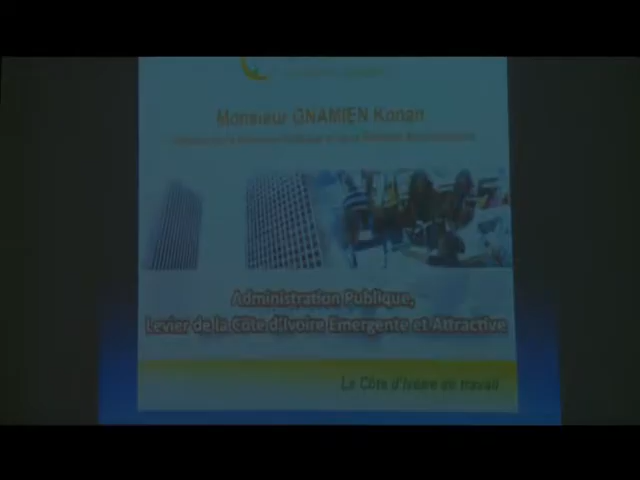 Monsieur GNAMIEN Konan
Administration Publique,
Levier de la Côte d'Ivoire Emergente et Attractive
La Côte d'Ivoire au travail